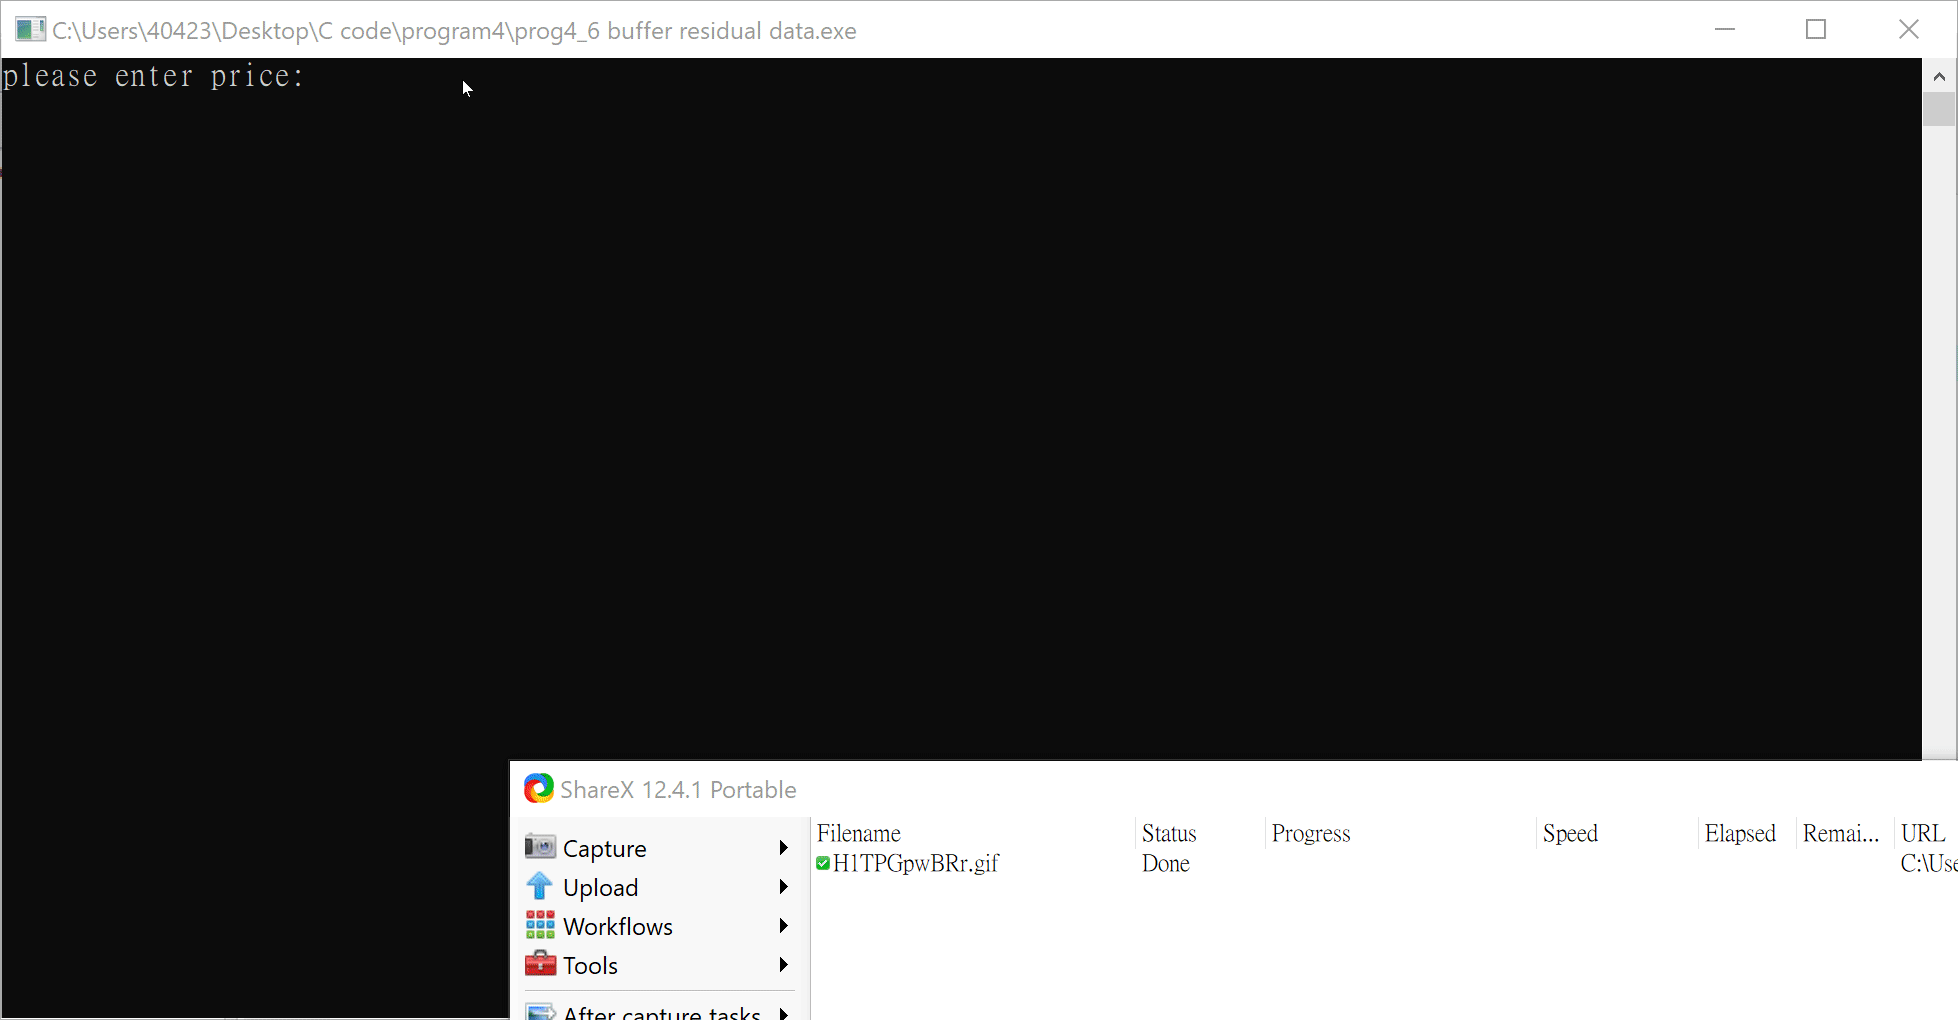 C:\Users\40423\Desktop\C code\program4\prog4_6 buffer residual data.exe
please enter price:
ShareX 12.4.1 Portable
Capture
Upload
Workflows
Tools
After capture tasks
Filename Status Progress Speed Elapsed Remai... URL
H1TPGpwBRr.gif Done C:\Use